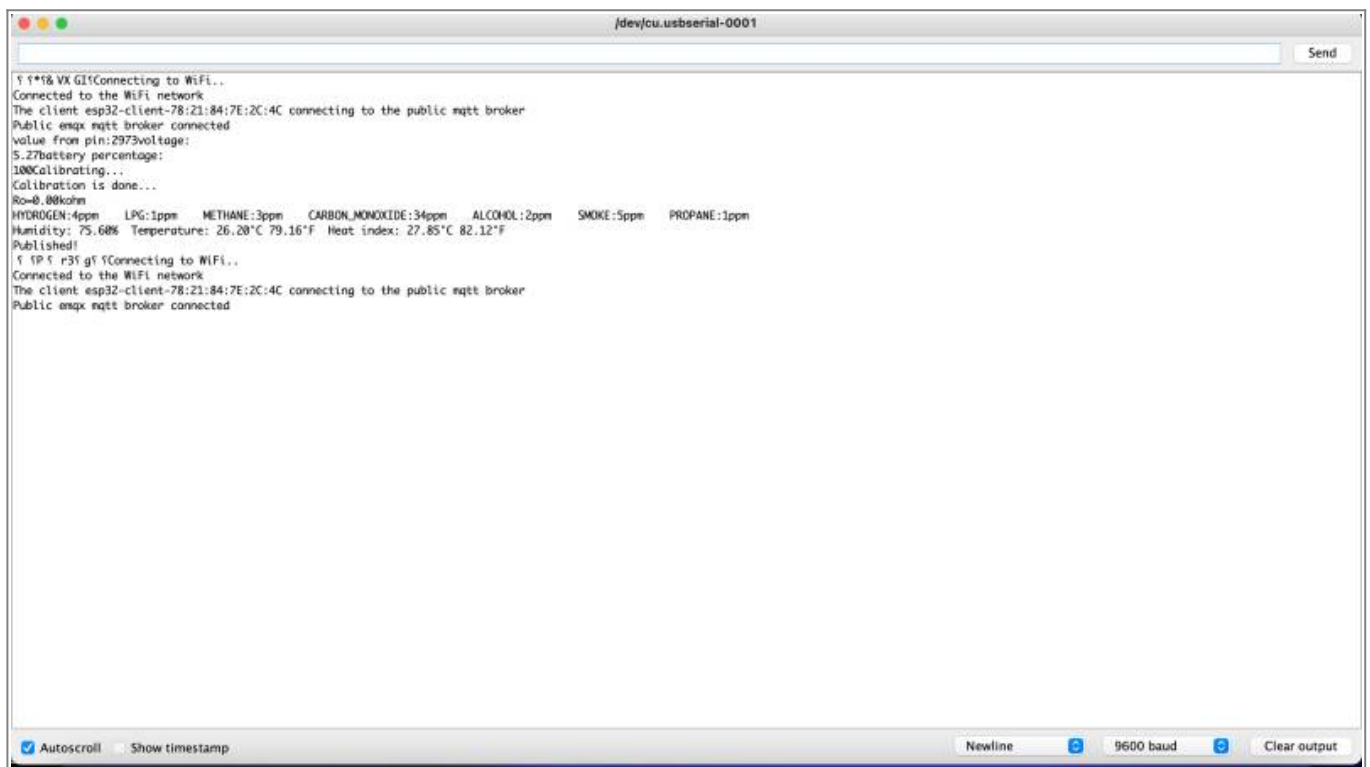 /dev/cu.usbserial-0001
Send
⸮ ⸮*⸮& VX GI⸮Connecting to WiFi..
Connected to the WiFi network
The client esp32-client-78:21:84:7E:2C:4C connecting to the public mqtt broker
Public emqx mqtt broker connected
value from pin:2973voltage:
5.27battery percentage:
100Calibrating...
Calibration is done...
Ro=0.00kohm
HYDROGEN:4ppm LPG:1ppm METHANE:3ppm CARBON_MONOXIDE:34ppm ALCOHOL:2ppm SMOKE:5ppm PROPANE:1ppm
Humidity: 75.60% Temperature: 26.20°C 79.16°F Heat index: 27.85°C 82.12°F
Published!
⸮ ⸮P ⸮ r3⸮ g⸮ ⸮Connecting to WiFi..
Connected to the WiFi network
The client esp32-client-78:21:84:7E:2C:4C connecting to the public mqtt broker
Public emqx mqtt broker connected
Autoscroll Show timestamp Newline 9600 baud Clear output